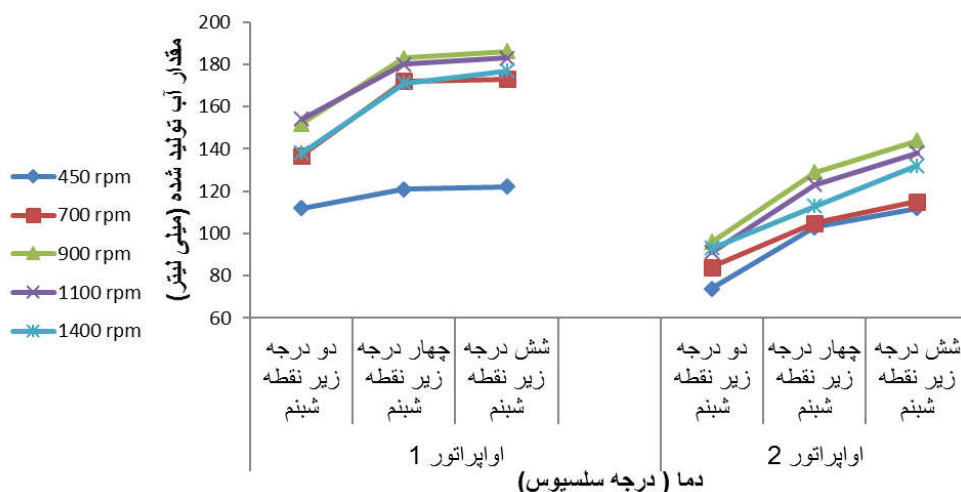 مقدار آب تولید شده (میلی لیتر)
200
180
160
140
120
100
80
60
450 rpm
700 rpm
900 rpm
1100 rpm
1400 rpm
دو درجه
زیر نقطه
شبنم
چهار درجه
زیر نقطه
شبنم
شش درجه
زیر نقطه
شبنم
دو درجه
زیر نقطه
شبنم
چهار درجه
زیر نقطه
شبنم
شش درجه
زیر نقطه
شبنم
اواپراتور 1
اواپراتور 2
دما ( درجه سلسیوس)